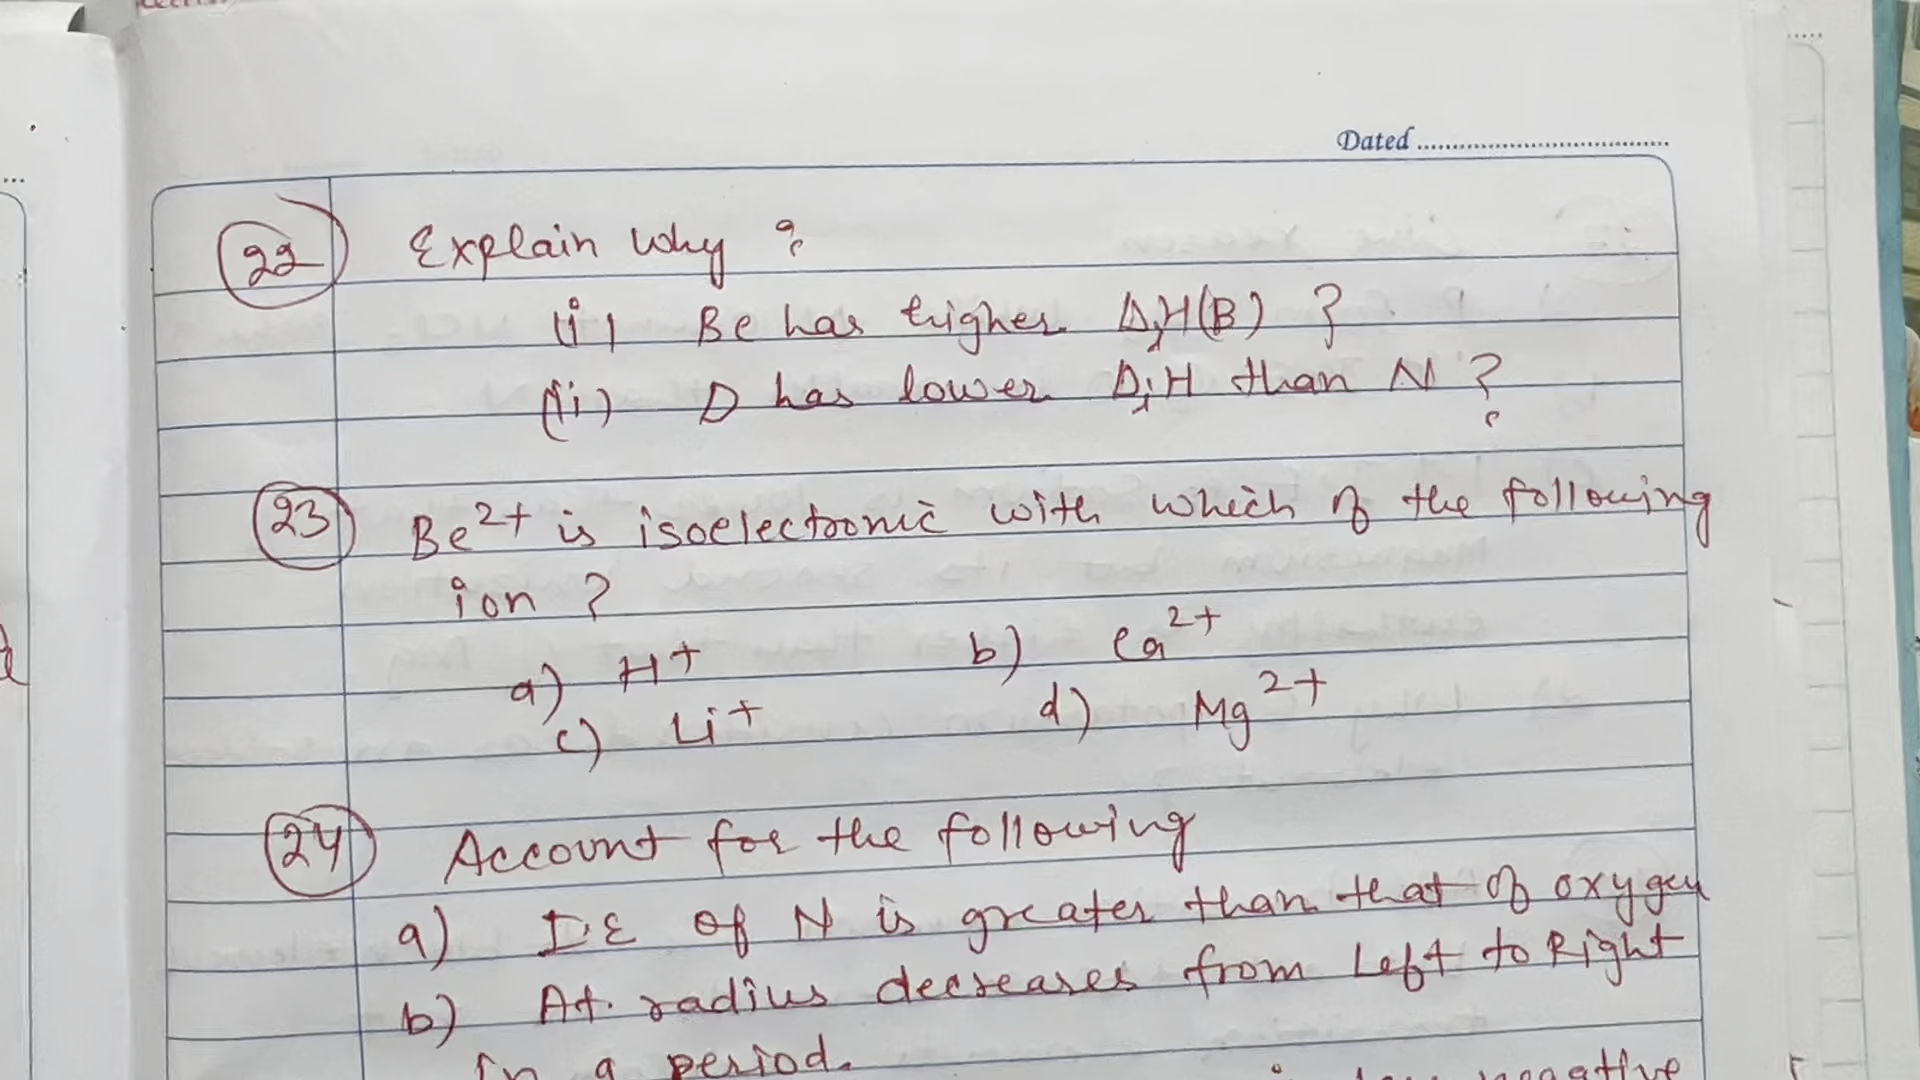 Dated
22 Explain why ?
(i) Be has higher ΔiH(B) ?
(ii) O has lower ΔiH than N ?
23 Be2+ is isoelectronic with which of the following
ion ?
a) H+ b) Ca2+
c) Li+ d) Mg2+
24 Account for the following
a) IE of N is greater than that of oxygen
b) At. radius decreases from Left to Right
in a period.
negative